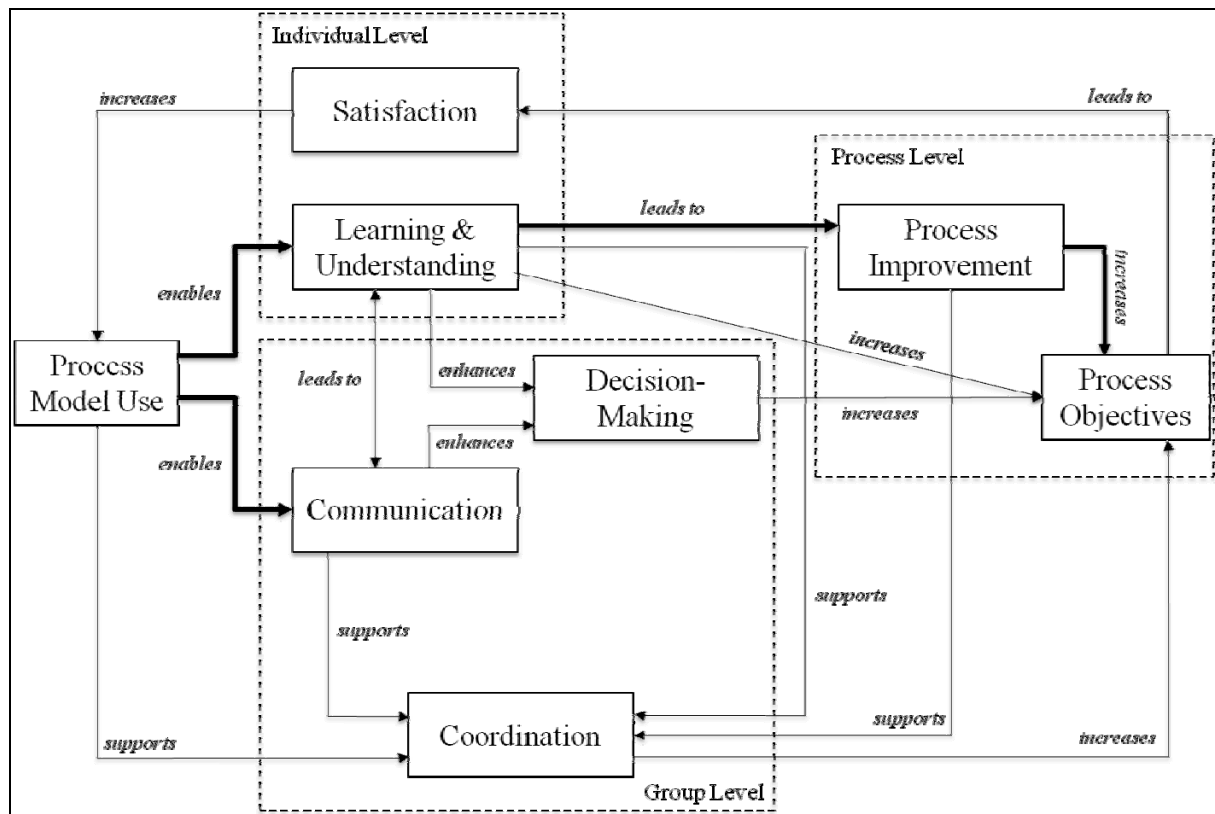 Individual Level
Satisfaction
increases
leads to
Process Level
Learning &
Understanding
leads to
Process
Improvement
enables
increases
increases
Process
Model Use
leads to
enhances
Decision-
Making
increases
Process
Objectives
enhances
enables
Communication
supports
supports
Coordination
supports
supports
increases
Group Level